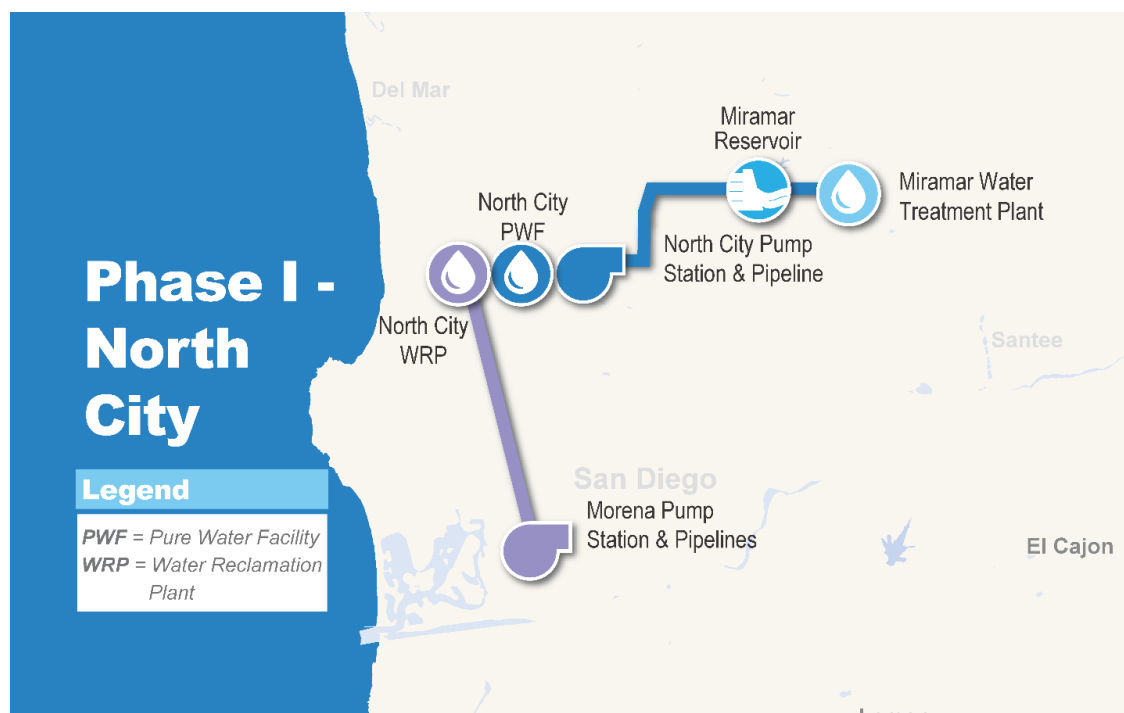 Del Mar
Miramar
Reservoir
Miramar Water
Treatment Plant
North City
PWF
North City Pump
Station & Pipeline
Phase I -
North
City
North City
WRP
Santee
San Diego
Morena Pump
Station & Pipelines
El Cajon
Legend
PWF = Pure Water Facility
WRP = Water Reclamation
Plant